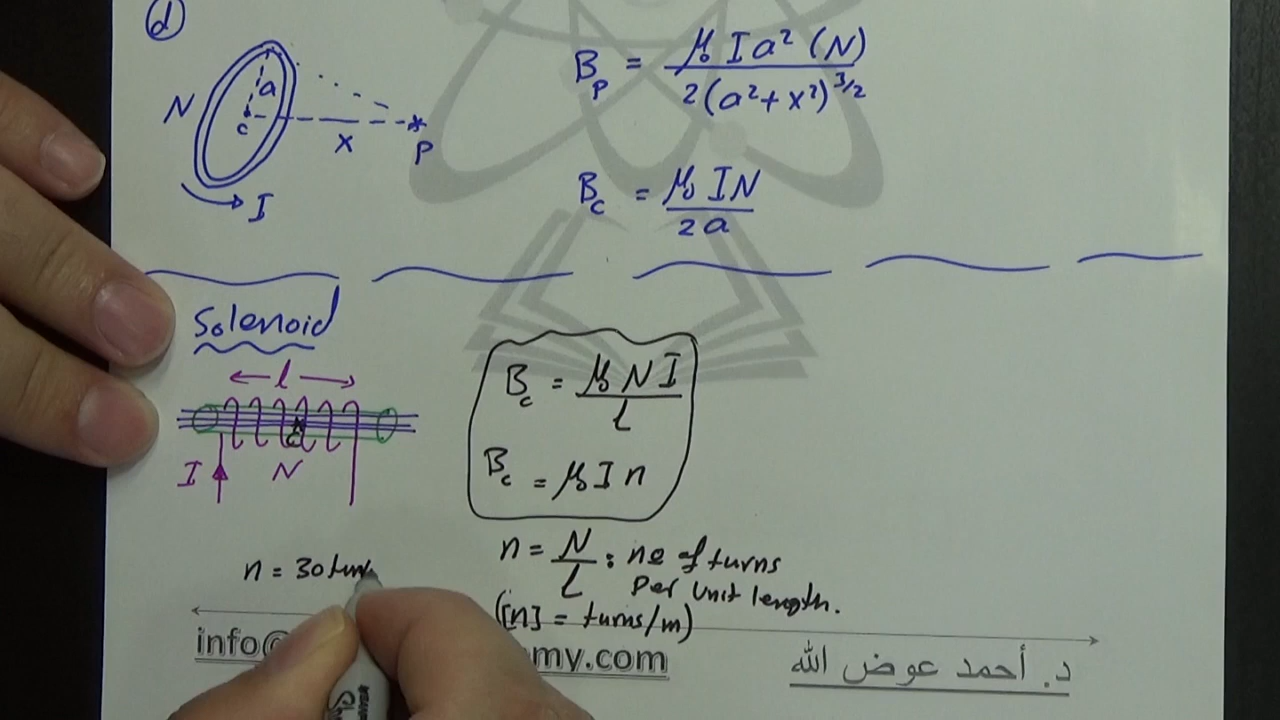 d
N
a
c
x
P
I
B_P = μ₀ I a² (N) / 2(a² + x²)^3/2
B_c = μ₀ I N / 2a
Solenoid
l
c
I
N
B_c = μ₀ N I / L
B_c = μ₀ I n
n = N / L : no of turns
Per unit length.
([n] = turns/m)
n = 30 turn
info@
my.com
د. أحمد عوض الله